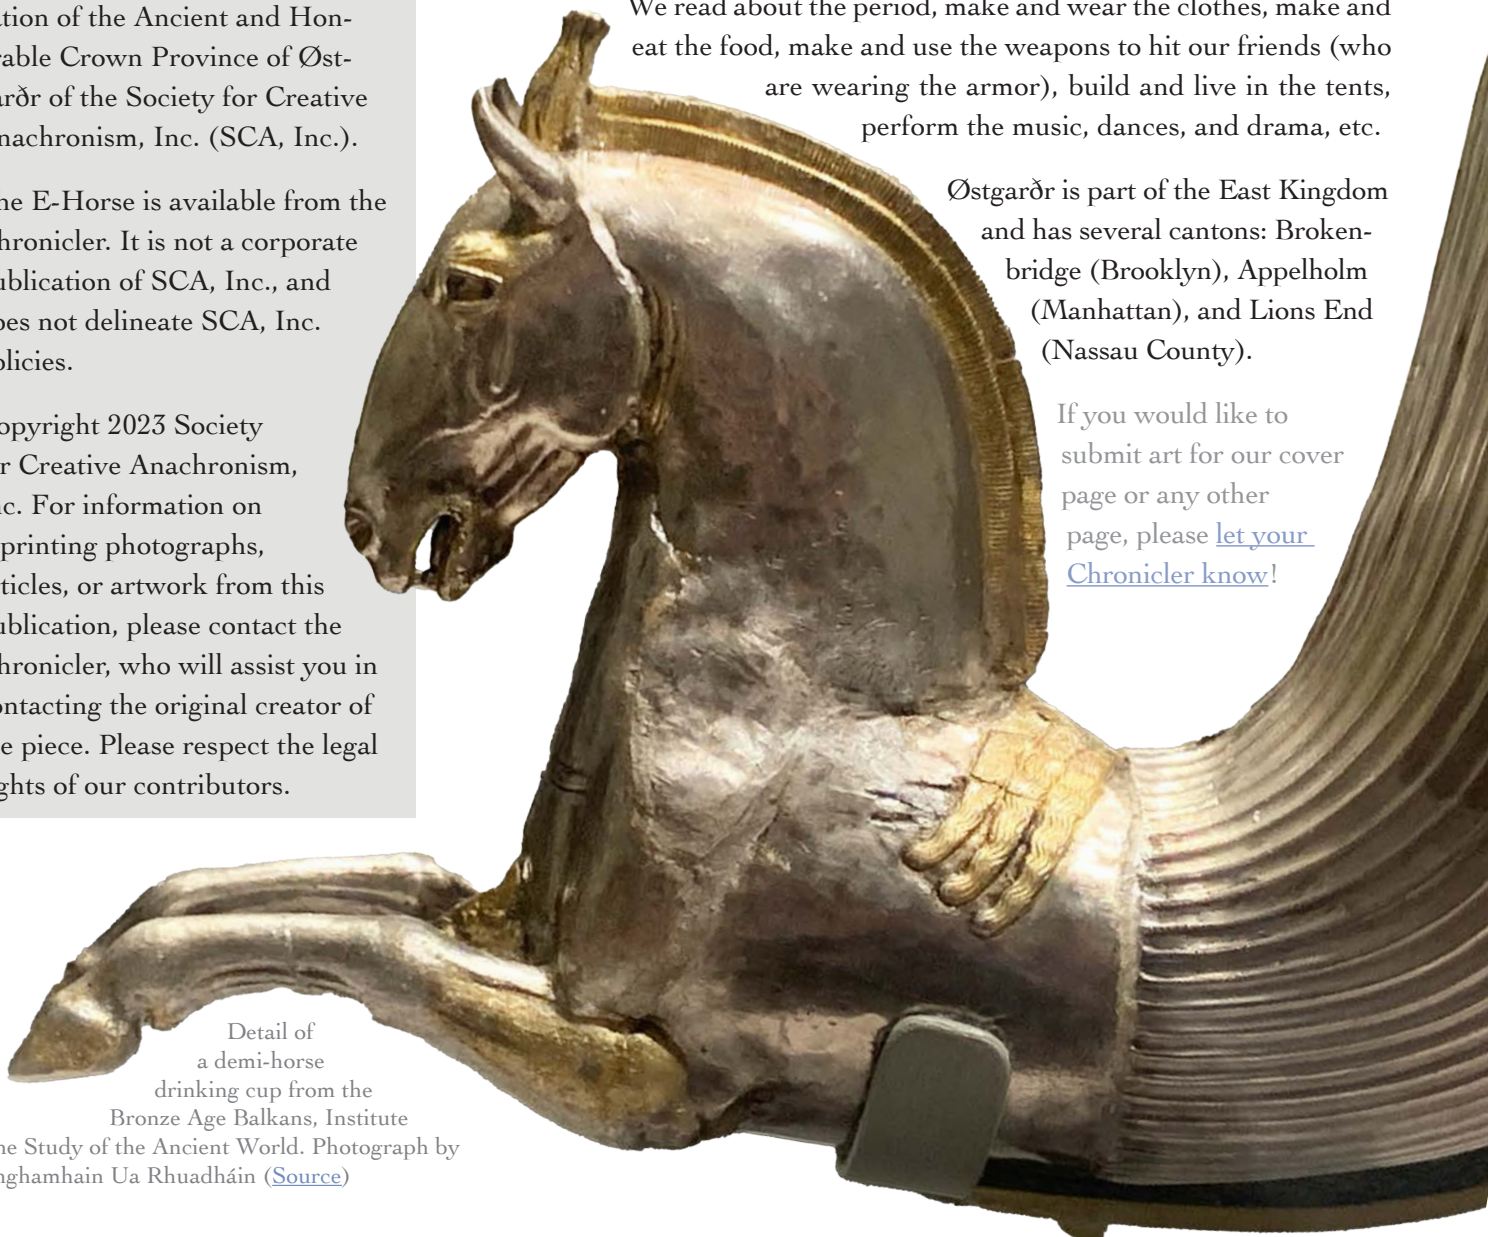 ation of the Ancient and Hon-
rable Crown Province of Øst-
arðr of the Society for Creative
nachronism, Inc. (SCA, Inc.).
he E-Horse is available from the
hronicler. It is not a corporate
ublication of SCA, Inc., and
oes not delineate SCA, Inc.
olicies.
opyright 2023 Society
r Creative Anachronism,
nc. For information on
printing photographs,
ticles, or artwork from this
ublication, please contact the
hronicler, who will assist you in
ontacting the original creator of
e piece. Please respect the legal
ghts of our contributors.
We read about the period, make and wear the clothes, make and
eat the food, make and use the weapons to hit our friends (who
are wearing the armor), build and live in the tents,
perform the music, dances, and drama, etc.
Østgarðr is part of the East Kingdom
and has several cantons: Broken-
bridge (Brooklyn), Appelholm
(Manhattan), and Lions End
(Nassau County).
If you would like to
submit art for our cover
page or any other
page, please let your
Chronicler know!
Detail of
a demi-horse
drinking cup from the
Bronze Age Balkans, Institute
he Study of the Ancient World. Photograph by
nghamhain Ua Rhuadháin (Source)